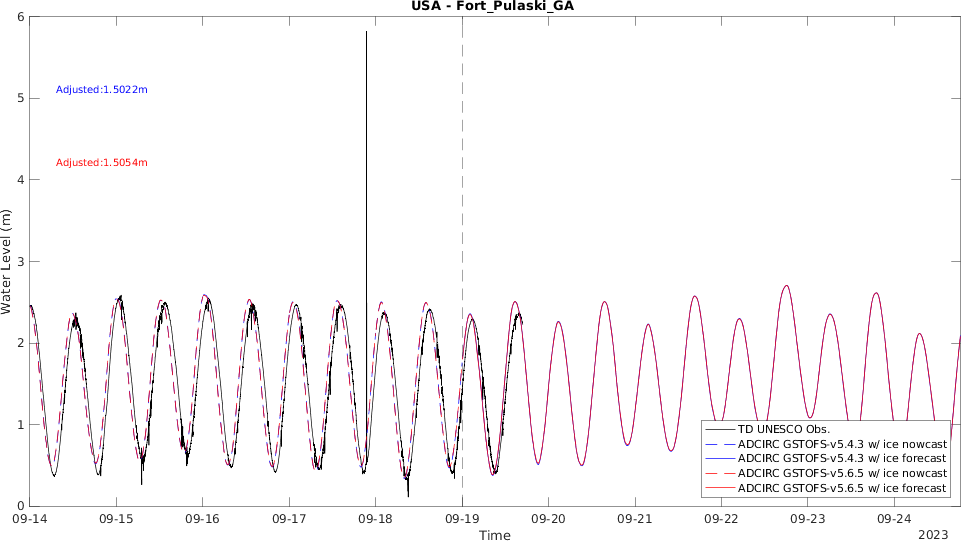 USA - Fort_Pulaski_GA
6
5
4
3
2
1
0
Water Level (m)
Adjusted:1.5022m
Adjusted:1.5054m
TD UNESCO Obs.
ADCIRC GSTOFS-v5.4.3 w/ ice nowcast
ADCIRC GSTOFS-v5.4.3 w/ ice forecast
ADCIRC GSTOFS-v5.6.5 w/ ice nowcast
ADCIRC GSTOFS-v5.6.5 w/ ice forecast
09-14 09-15 09-16 09-17 09-18 09-19 09-20 09-21 09-22 09-23 09-24
Time
2023